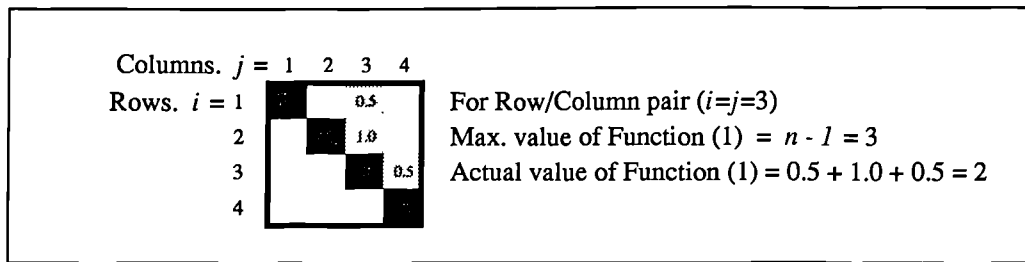 Columns. j = 1 2 3 4
Rows. i = 1 0.5 For Row/Column pair (i=j=3)
2 1.0 Max. value of Function (1) = n - 1 = 3
3 0.5 Actual value of Function (1) = 0.5 + 1.0 + 0.5 = 2
4